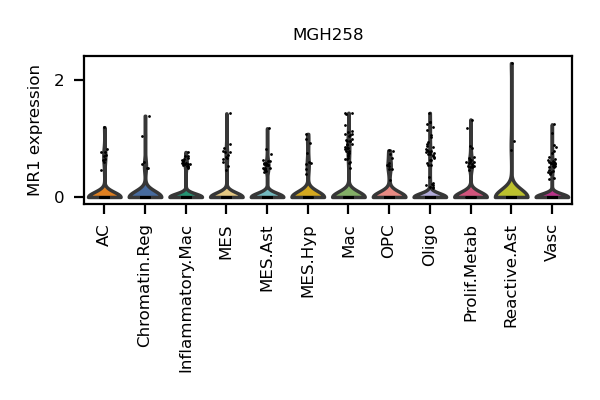 MGH258
MR1 expression
2
0
AC
Chromatin.Reg
Inflammatory.Mac
MES
MES.Ast
MES.Hyp
Mac
OPC
Oligo
Prolif.Metab
Reactive.Ast
Vasc